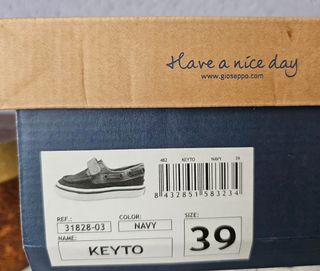 Have a nice day
www.gioseppo.com
482 KEYTO NAVY 39
8 432851 583234
REF.: 31828-03
COLOR: NAVY
SIZE: 39
NAME: KEYTO